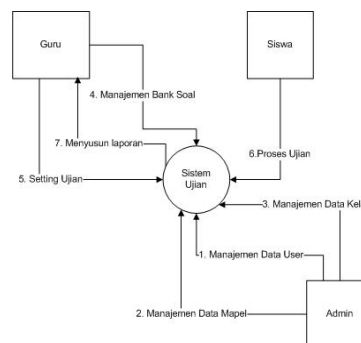 Guru
Siswa
4. Manajemen Bank Soal
7. Menyusun laporan
6.Proses Ujian
Sistem
Ujian
5. Setting Ujian
3. Manajemen Data Kel
1. Manajemen Data User
2. Manajemen Data Mapel
Admin